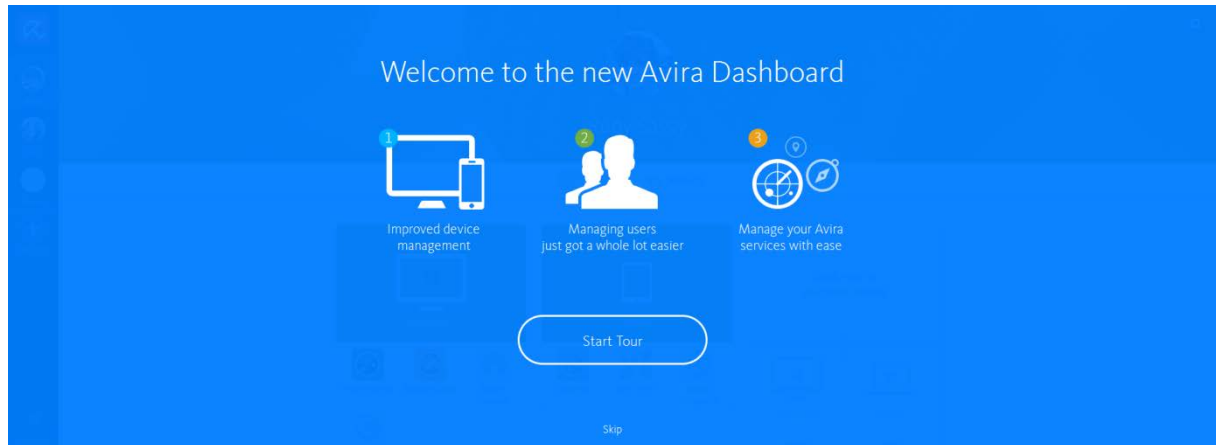 Welcome to the new Avira Dashboard
1
2
3
Improved device
management
Managing users
just got a whole lot easier
Manage your Avira
services with ease
Start Tour
Skip